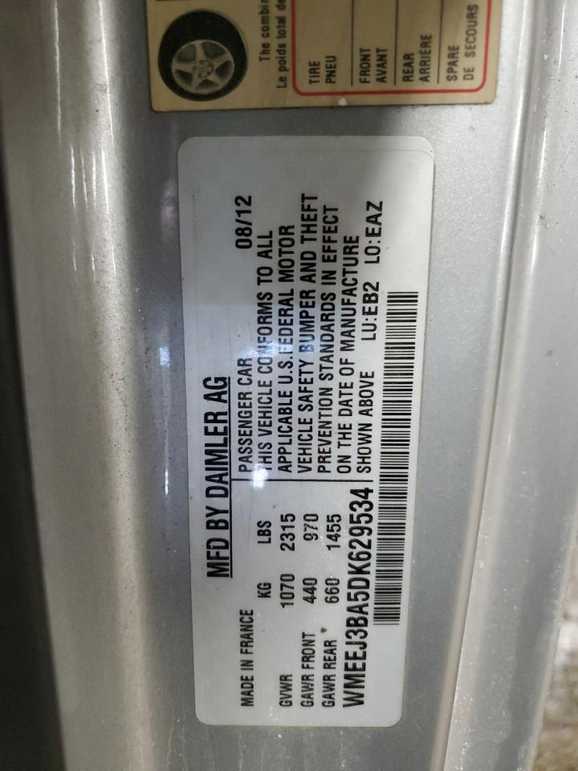 The combin
Le poids total de
TIRE
PNEU
FRONT
AVANT
REAR
ARRIÈRE
SPARE
DE SECOURS
MFD BY DAIMLER AG
MADE IN FRANCE
KG LBS
GVWR 1070 2315
GAWR FRONT 440 970
GAWR REAR 660 1455
PASSENGER CAR 08/12
THIS VEHICLE CONFORMS TO ALL
APPLICABLE U.S.FEDERAL MOTOR
VEHICLE SAFETY BUMPER AND THEFT
PREVENTION STANDARDS IN EFFECT
ON THE DATE OF MANUFACTURE
SHOWN ABOVE LU:EB2 LO:EAZ
WMEEJ3BA5DK629534